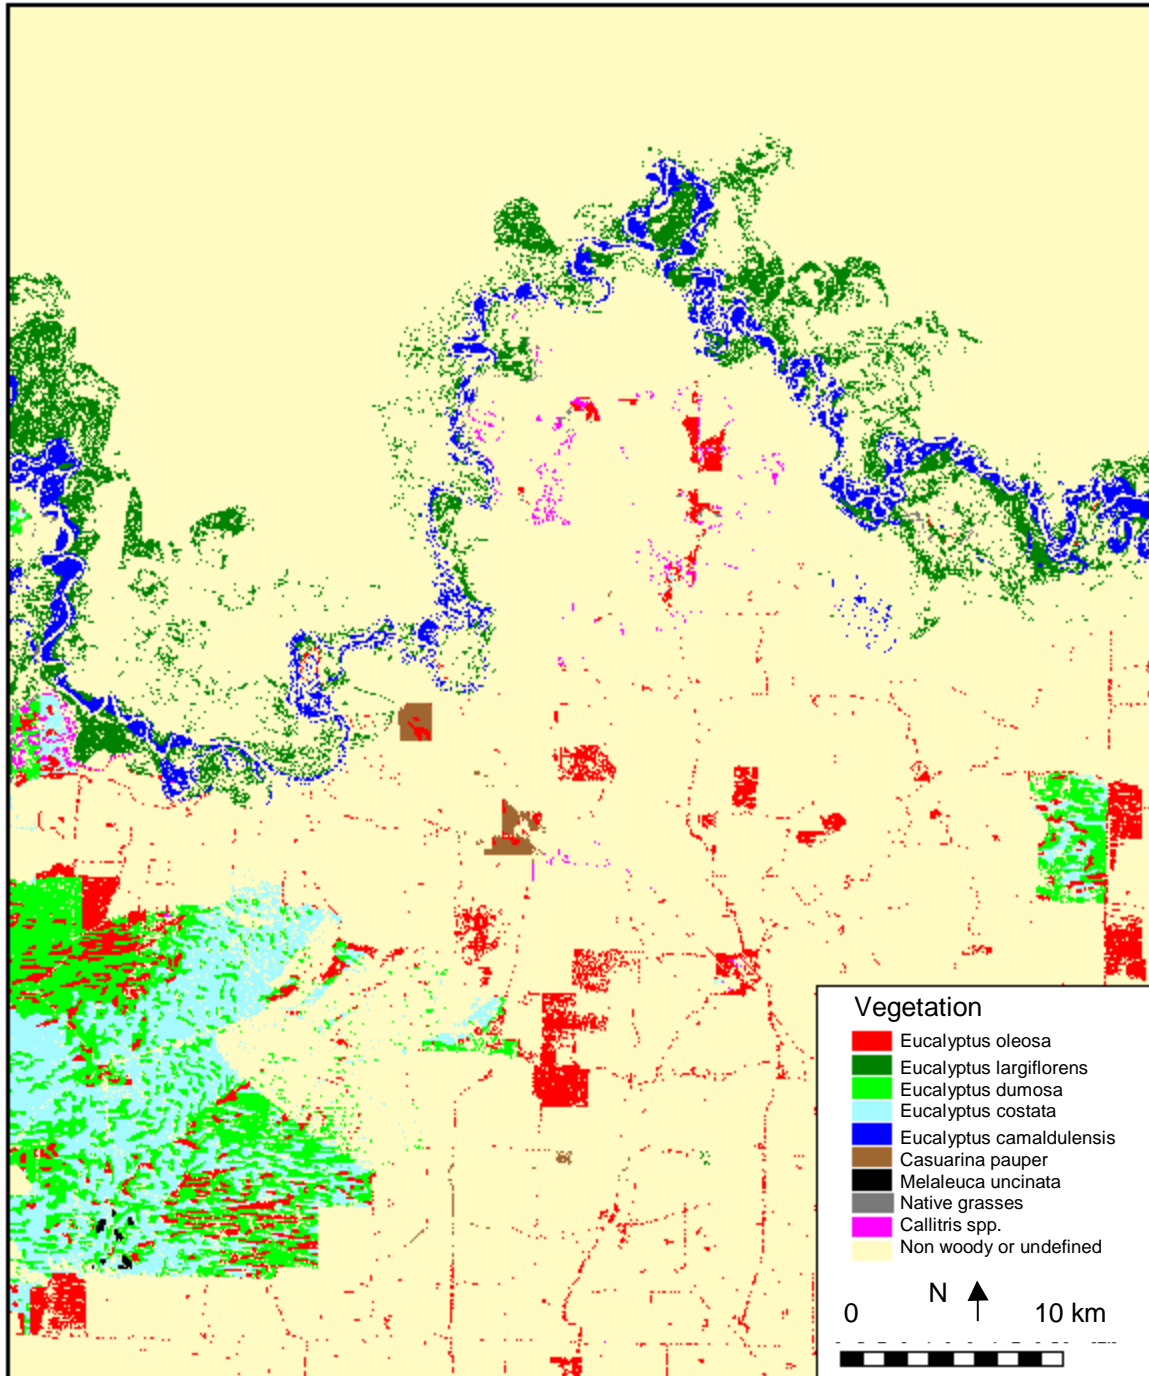 Vegetation
Eucalyptus oleosa
Eucalyptus largiflorens
Eucalyptus dumosa
Eucalyptus costata
Eucalyptus camaldulensis
Casuarina pauper
Melaleuca uncinata
Native grasses
Callitris spp.
Non woody or undefined
N
0 10 km